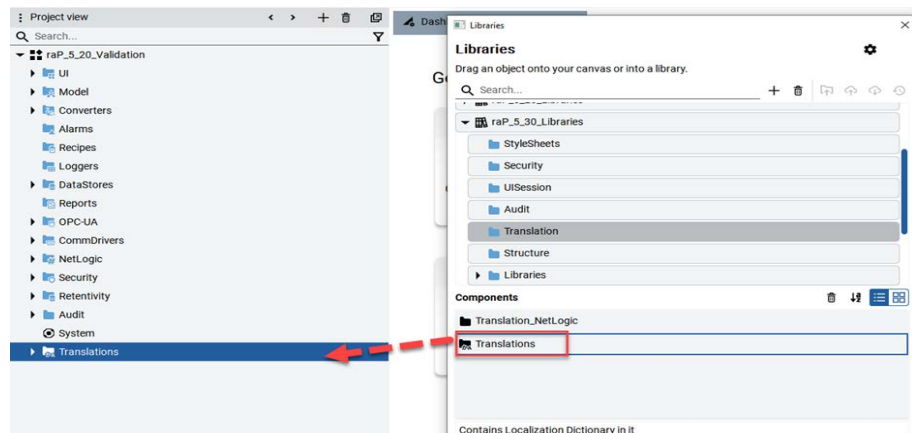 Project view
Search...
raP_5_20_Validation
UI
Model
Converters
Alarms
Recipes
Loggers
DataStores
Reports
OPC-UA
CommDrivers
NetLogic
Security
Retentivity
Audit
System
Translations
Dash
G
Libraries
Libraries
Drag an object onto your canvas or into a library.
Search...
raP_5_30_Libraries
StyleSheets
Security
UISession
Audit
Translation
Structure
Libraries
Components
Translation_NetLogic
Translations
Contains Localization Dictionary in it